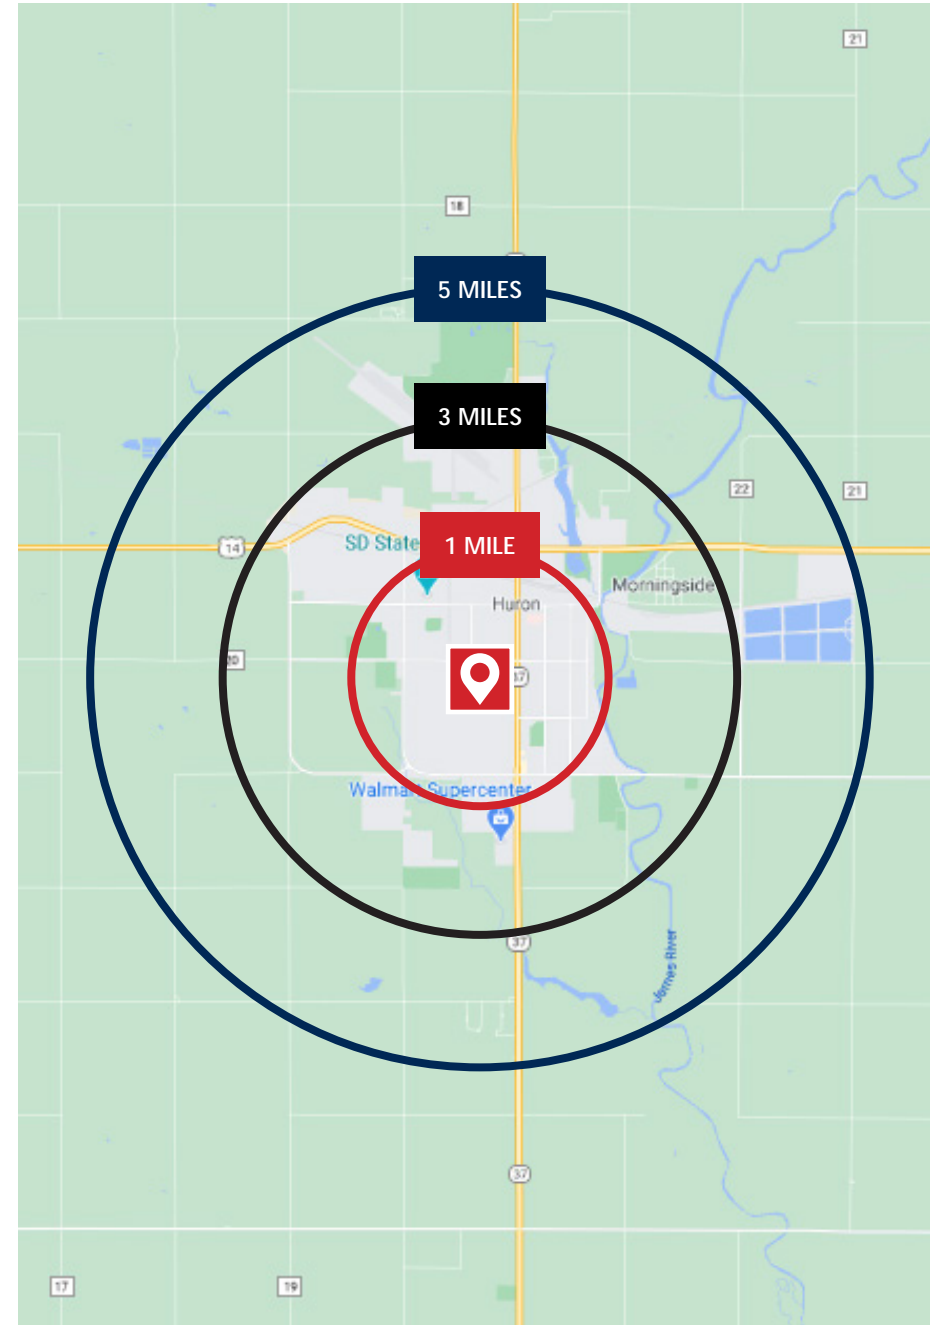 21
18
5 MILES
3 MILES
22
21
14
SD State
1 MILE
Morningside
Huron
37
Walmart Supercenter
37
James River
37
17
19